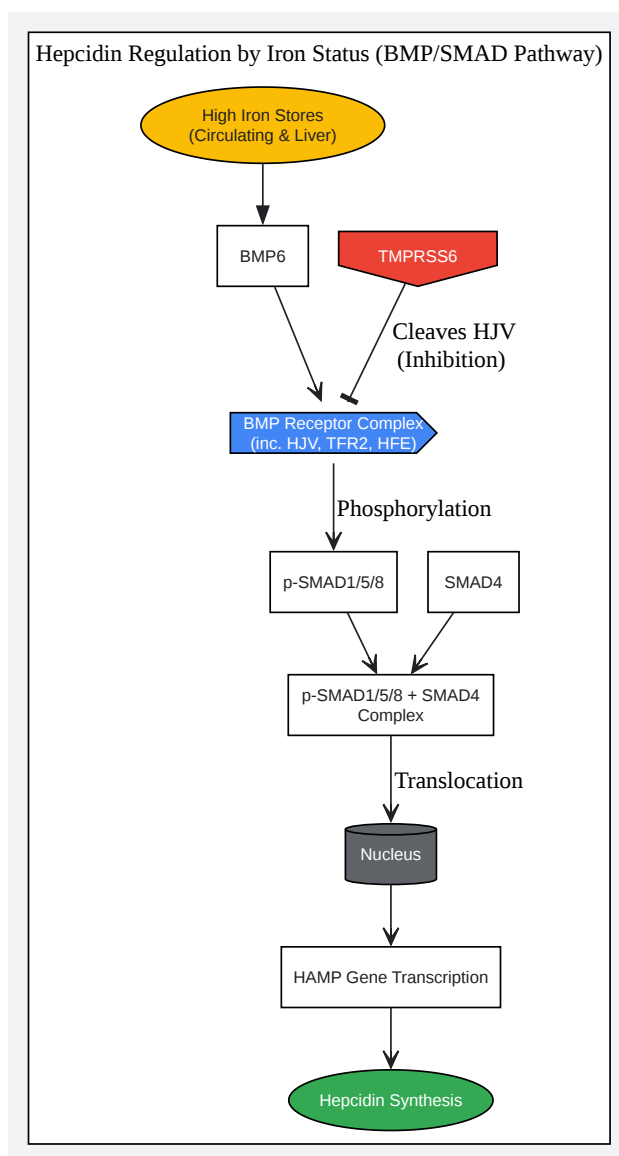 Hepcidin Regulation by Iron Status (BMP/SMAD Pathway)
High Iron Stores
(Circulating & Liver)
BMP6
TMPRSS6
Cleaves HJV
(Inhibition)
BMP Receptor Complex
(inc. HJV, TFR2, HFE)
Phosphorylation
p-SMAD1/5/8
SMAD4
p-SMAD1/5/8 + SMAD4
Complex
Translocation
Nucleus
HAMP Gene Transcription
Hepcidin Synthesis